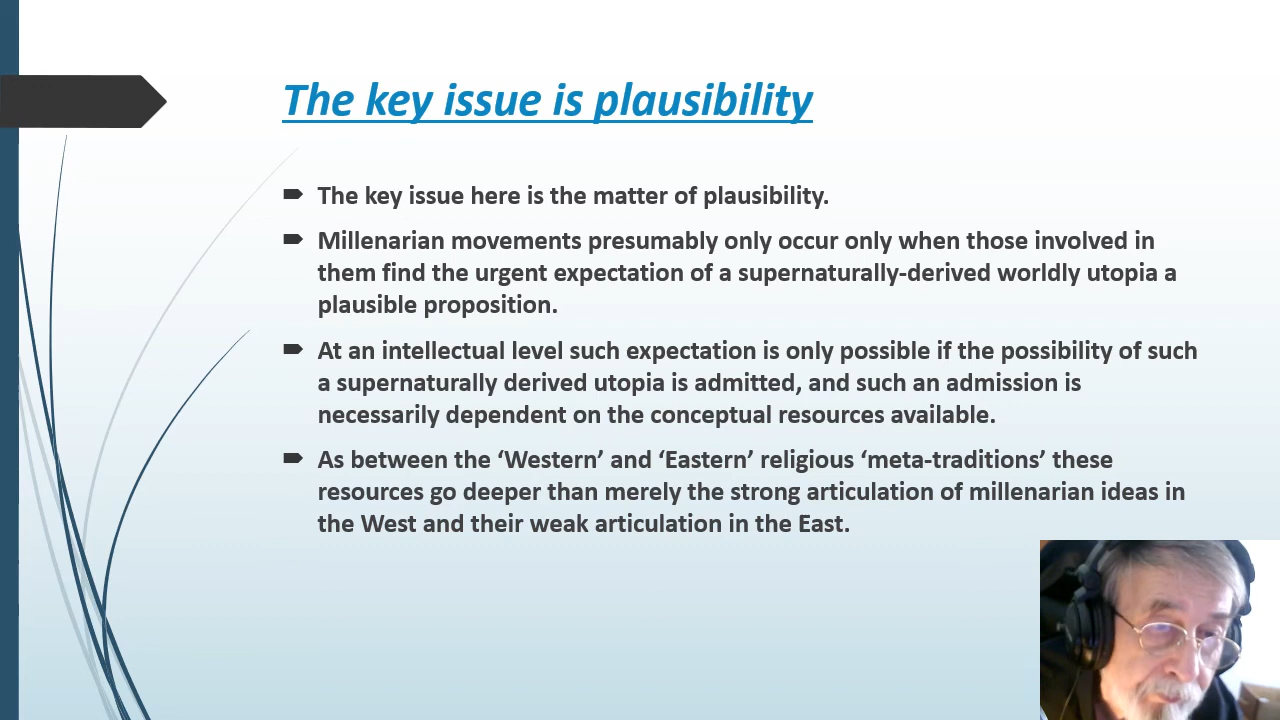 The key issue is plausibility
The key issue here is the matter of plausibility.
Millenarian movements presumably only occur only when those involved in
them find the urgent expectation of a supernaturally-derived worldly utopia a
plausible proposition.
At an intellectual level such expectation is only possible if the possibility of such
a supernaturally derived utopia is admitted, and such an admission is
necessarily dependent on the conceptual resources available.
As between the ‘Western’ and ‘Eastern’ religious ‘meta-traditions’ these
resources go deeper than merely the strong articulation of millenarian ideas in
the West and their weak articulation in the East.